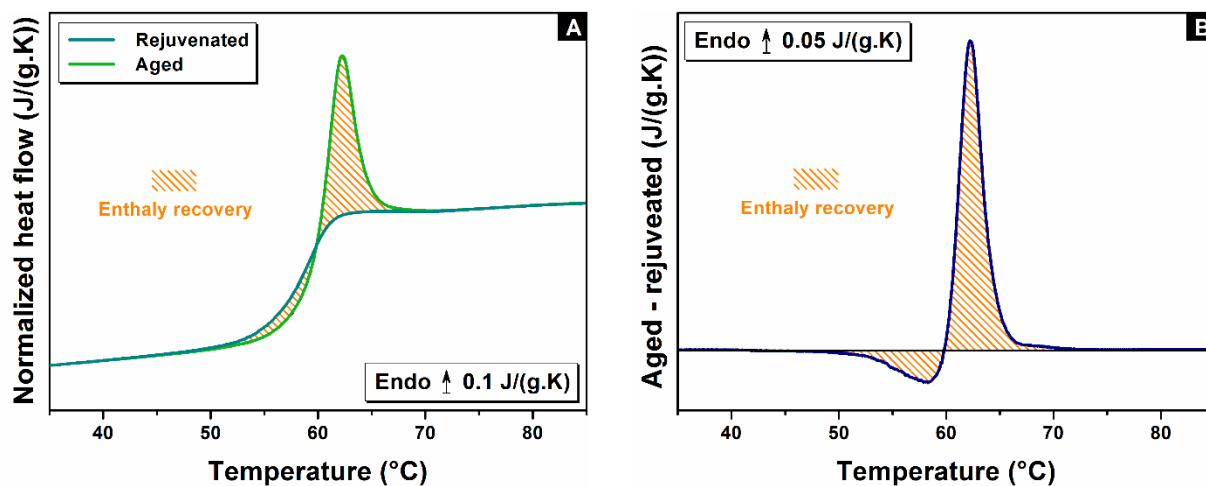 A
Rejuvenated
Aged
Normalized heat flow (J/(g.K))
Enthaly recovery
Endo ↑ 0.1 J/(g.K)
40 50 60 70 80
Temperature (°C)
B
Endo ↑ 0.05 J/(g.K)
Aged - rejuveated (J/(g.K))
Enthaly recovery
40 50 60 70 80
Temperature (°C)